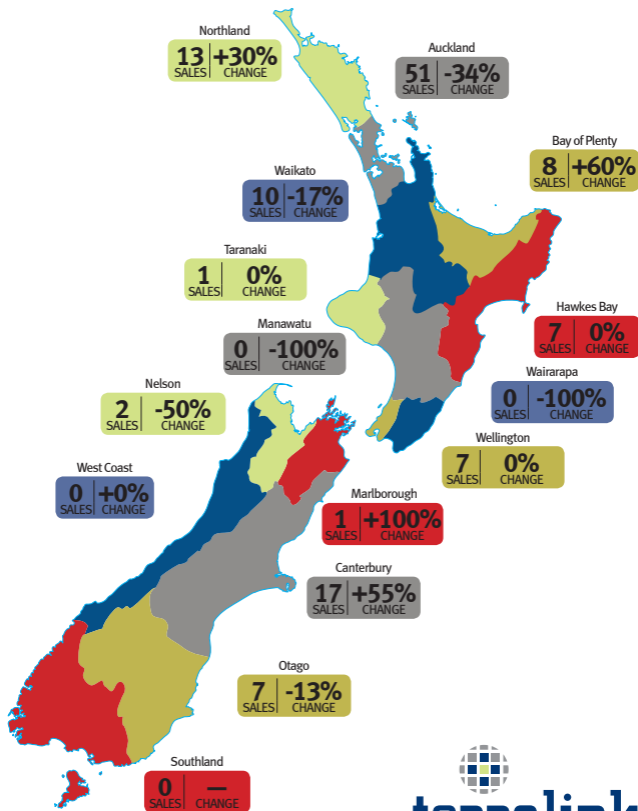 Northland
13 +30%
SALES CHANGE
Auckland
51 -34%
SALES CHANGE
Bay of Plenty
8 +60%
SALES CHANGE
Waikato
10 -17%
SALES CHANGE
Taranaki
1 0%
SALES CHANGE
Hawkes Bay
7 0%
SALES CHANGE
Manawatu
0 -100%
SALES CHANGE
Wairarapa
0 -100%
SALES CHANGE
Nelson
2 -50%
SALES CHANGE
Wellington
7 0%
SALES CHANGE
West Coast
0 +0%
SALES CHANGE
Marlborough
1 +100%
SALES CHANGE
Canterbury
17 +55%
SALES CHANGE
Otago
7 -13%
SALES CHANGE
Southland
0 —
SALES CHANGE